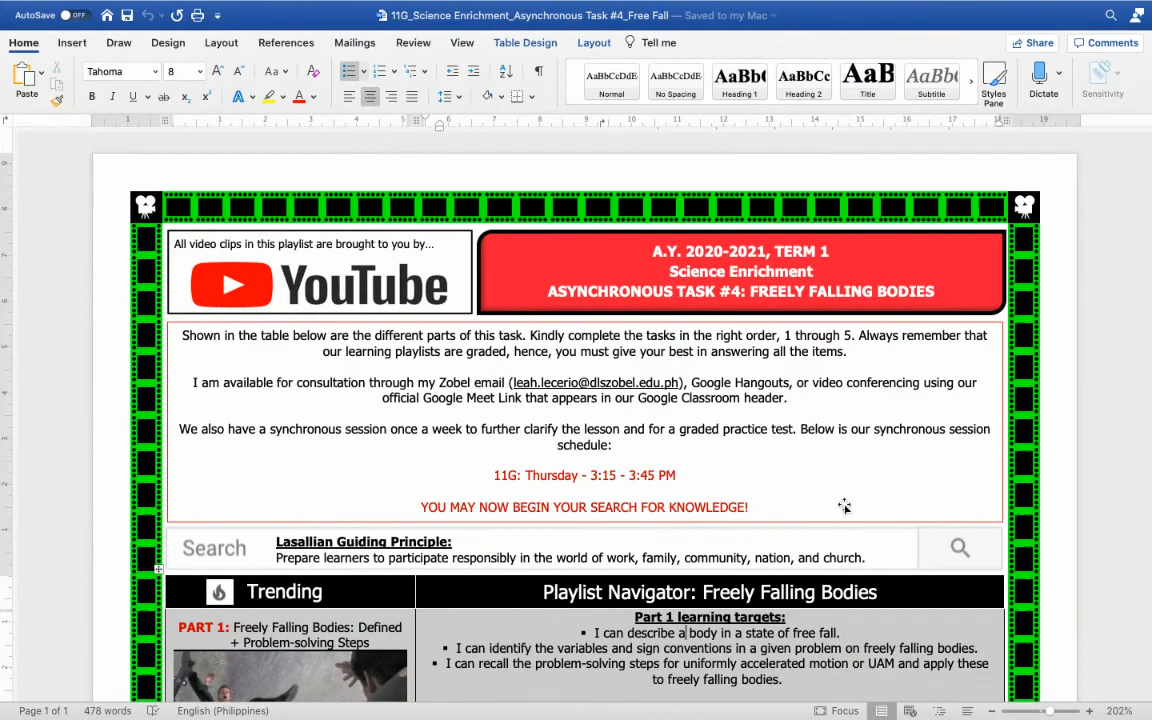 AutoSave OFF
11G_Science Enrichment_Asynchronous Task #4_Free Fall — Saved to my Mac
Home Insert Draw Design Layout References Mailings Review View Table Design Layout Tell me Share Comments
Paste
Tahoma 8
AaBbCcDdE AaBbCcDdE AaBb( AaBbCc AaB AaBbCcD
Normal No Spacing Heading 1 Heading 2 Title Subtitle
Styles Pane
Dictate
Sensitivity
All video clips in this playlist are brought to you by...
YouTube
A.Y. 2020-2021, TERM 1
Science Enrichment
ASYNCHRONOUS TASK #4: FREELY FALLING BODIES
Shown in the table below are the different parts of this task. Kindly complete the tasks in the right order, 1 through 5. Always remember that
our learning playlists are graded, hence, you must give your best in answering all the items.
I am available for consultation through my Zobel email (leah.lecerio@dlszobel.edu.ph), Google Hangouts, or video conferencing using our
official Google Meet Link that appears in our Google Classroom header.
We also have a synchronous session once a week to further clarify the lesson and for a graded practice test. Below is our synchronous session
schedule:
11G: Thursday - 3:15 - 3:45 PM
YOU MAY NOW BEGIN YOUR SEARCH FOR KNOWLEDGE!
Search
Lasallian Guiding Principle:
Prepare learners to participate responsibly in the world of work, family, community, nation, and church.
Trending
Playlist Navigator: Freely Falling Bodies
PART 1: Freely Falling Bodies: Defined
+ Problem-solving Steps
Part 1 learning targets:
▪ I can describe a body in a state of free fall.
▪ I can identify the variables and sign conventions in a given problem on freely falling bodies.
▪ I can recall the problem-solving steps for uniformly accelerated motion or UAM and apply these
to freely falling bodies.
Page 1 of 1 478 words English (Philippines) Focus 202%